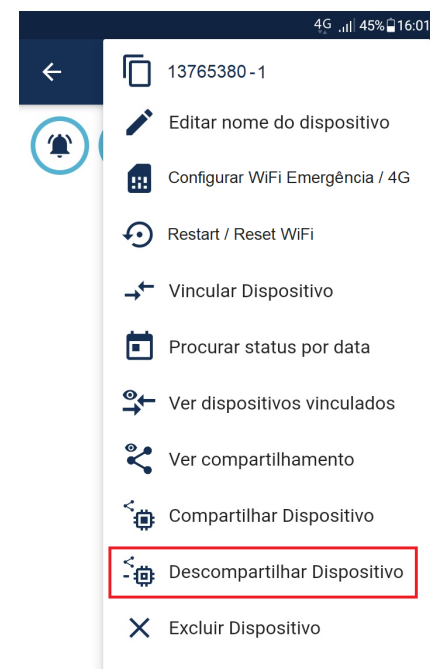 4G 45% 16:01
13765380-1
Editar nome do dispositivo
Configurar WiFi Emergência / 4G
Restart / Reset WiFi
Vincular Dispositivo
Procurar status por data
Ver dispositivos vinculados
Ver compartilhamento
Compartilhar Dispositivo
Descompartilhar Dispositivo
Excluir Dispositivo